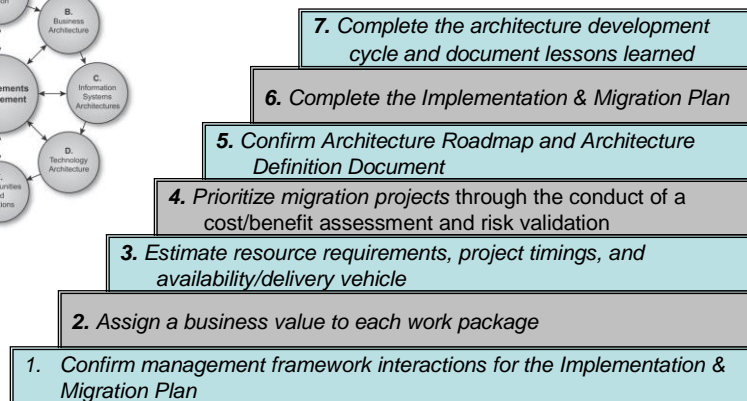 B.
Business
Architecture
C.
Information
Systems
Architectures
D.
Technology
Architecture
7. Complete the architecture development
cycle and document lessons learned
6. Complete the Implementation & Migration Plan
5. Confirm Architecture Roadmap and Architecture
Definition Document
4. Prioritize migration projects through the conduct of a
cost/benefit assessment and risk validation
3. Estimate resource requirements, project timings, and
availability/delivery vehicle
2. Assign a business value to each work package
1. Confirm management framework interactions for the Implementation &
Migration Plan